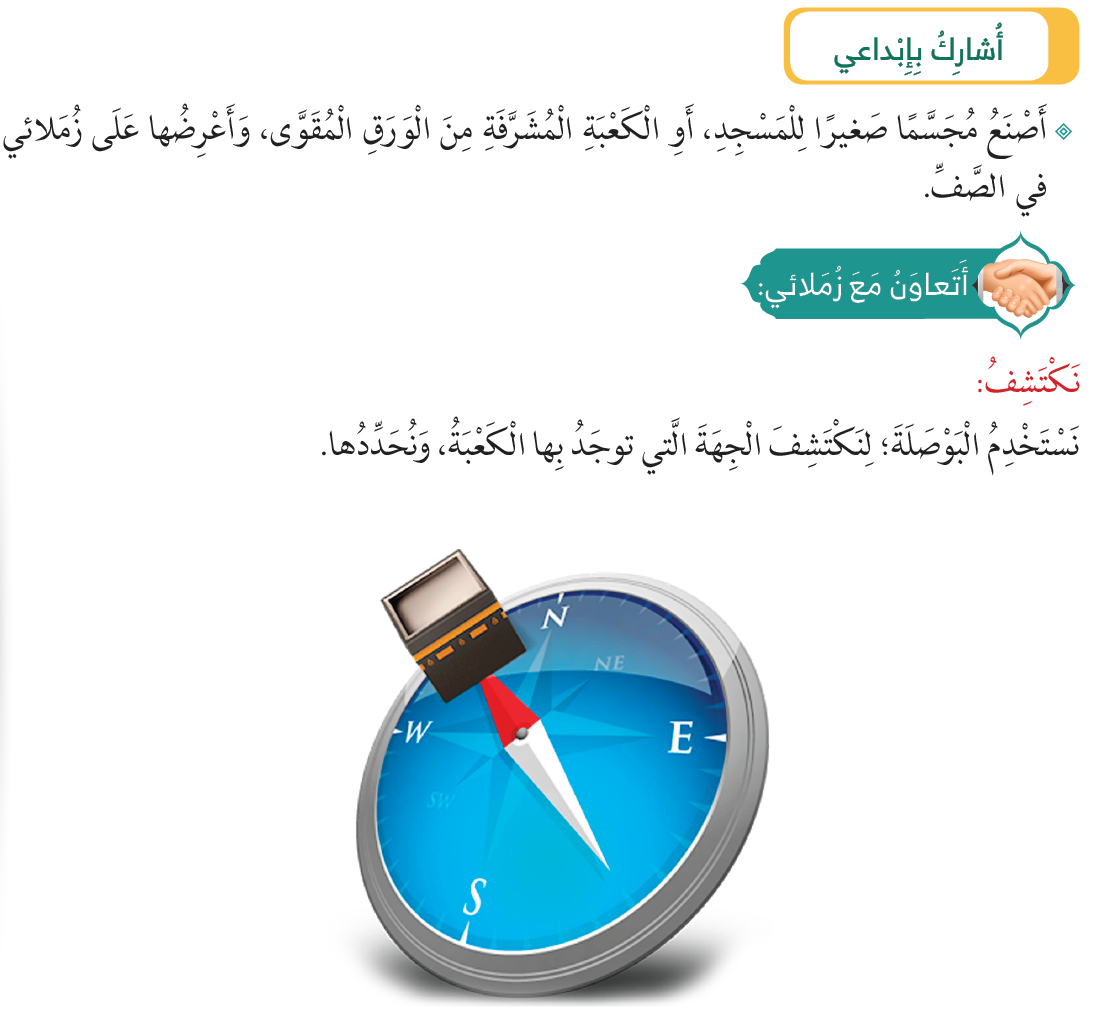 أُشارِكُ بِإِبْداعي
أَصْنَعُ مُجَسَّمًا صَغيرًا لِلْمَسْجِدِ، أَوِ الْكَعْبَةِ الْمُشَرَّفَةِ مِنَ الْوَرَقِ الْمُقَوَّى، وَأَعْرِضُها عَلَى زُمَلائي
في الصَّفِّ.
أَتَعاوَنُ مَعَ زُمَلائي:
نَكْتَشِفُ:
نَسْتَخْدِمُ الْبَوْصَلَةَ؛ لِنَكْتَشِفَ الْجِهَةَ الَّتي توجَدُ بِها الْكَعْبَةُ، وَنُحَدِّدُها.
N
NE
W
E
SW
S